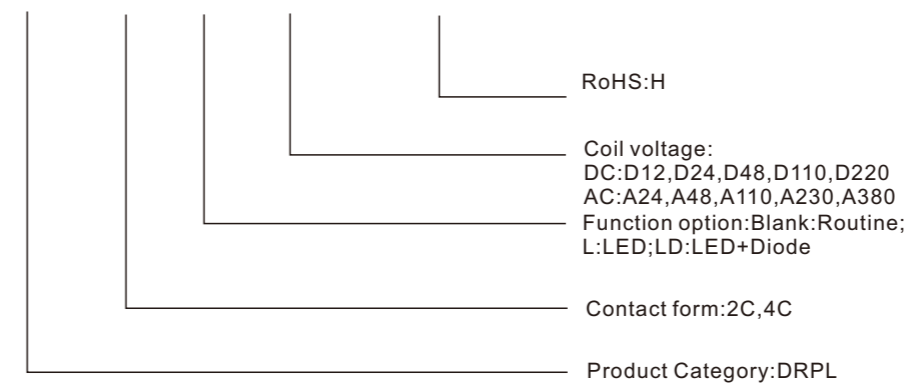 RoHS:H
Coil voltage:
DC:D12,D24,D48,D110,D220
AC:A24,A48,A110,A230,A380
Function option:Blank:Routine;
L:LED;LD:LED+Diode
Contact form:2C,4C
Product Category:DRPL